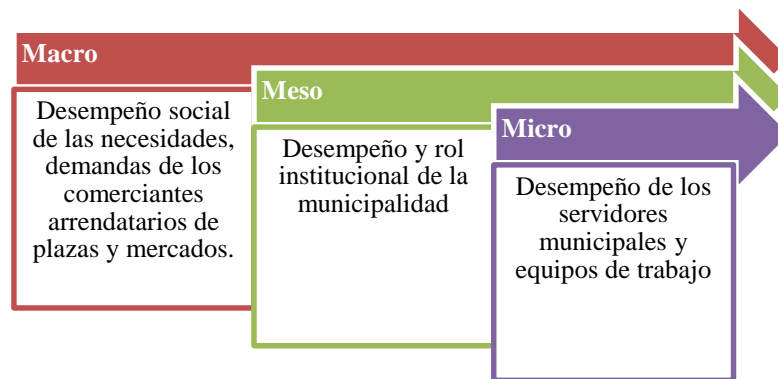 Macro
Desempeño social
de las necesidades,
demandas de los
comerciantes
arrendatarios de
plazas y mercados.
Meso
Desempeño y rol
institucional de la
municipalidad
Micro
Desempeño de los
servidores
municipales y
equipos de trabajo